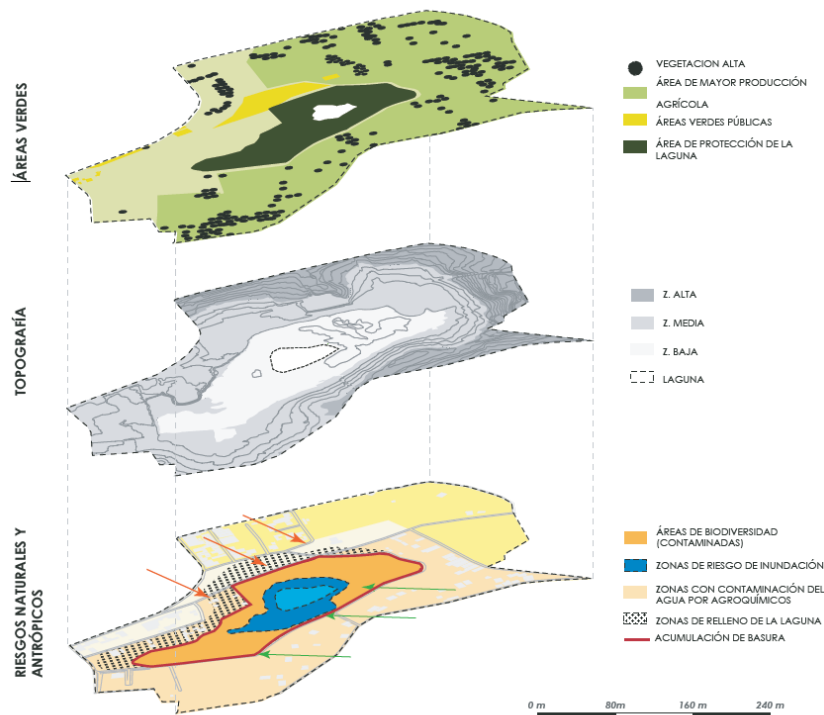 ÁREAS VERDES
VEGETACION ALTA
ÁREA DE MAYOR PRODUCCIÓN
AGRÍCOLA
ÁREAS VERDES PÚBLICAS
ÁREA DE PROTECCIÓN DE LA
LAGUNA
TOPOGRAFÍA
Z. ALTA
Z. MEDIA
Z. BAJA
LAGUNA
RIESGOS NATURALES Y
ANTRÓPICOS
ÁREAS DE BIODIVERSIDAD
(CONTAMINADAS)
ZONAS DE RIESGO DE INUNDACIÓN
ZONAS CON CONTAMINACIÓN DEL
AGUA POR AGROQUÍMICOS
ZONAS DE RELLENO DE LA LAGUNA
ACUMULACIÓN DE BASURA
0 m 80m 160 m 240 m